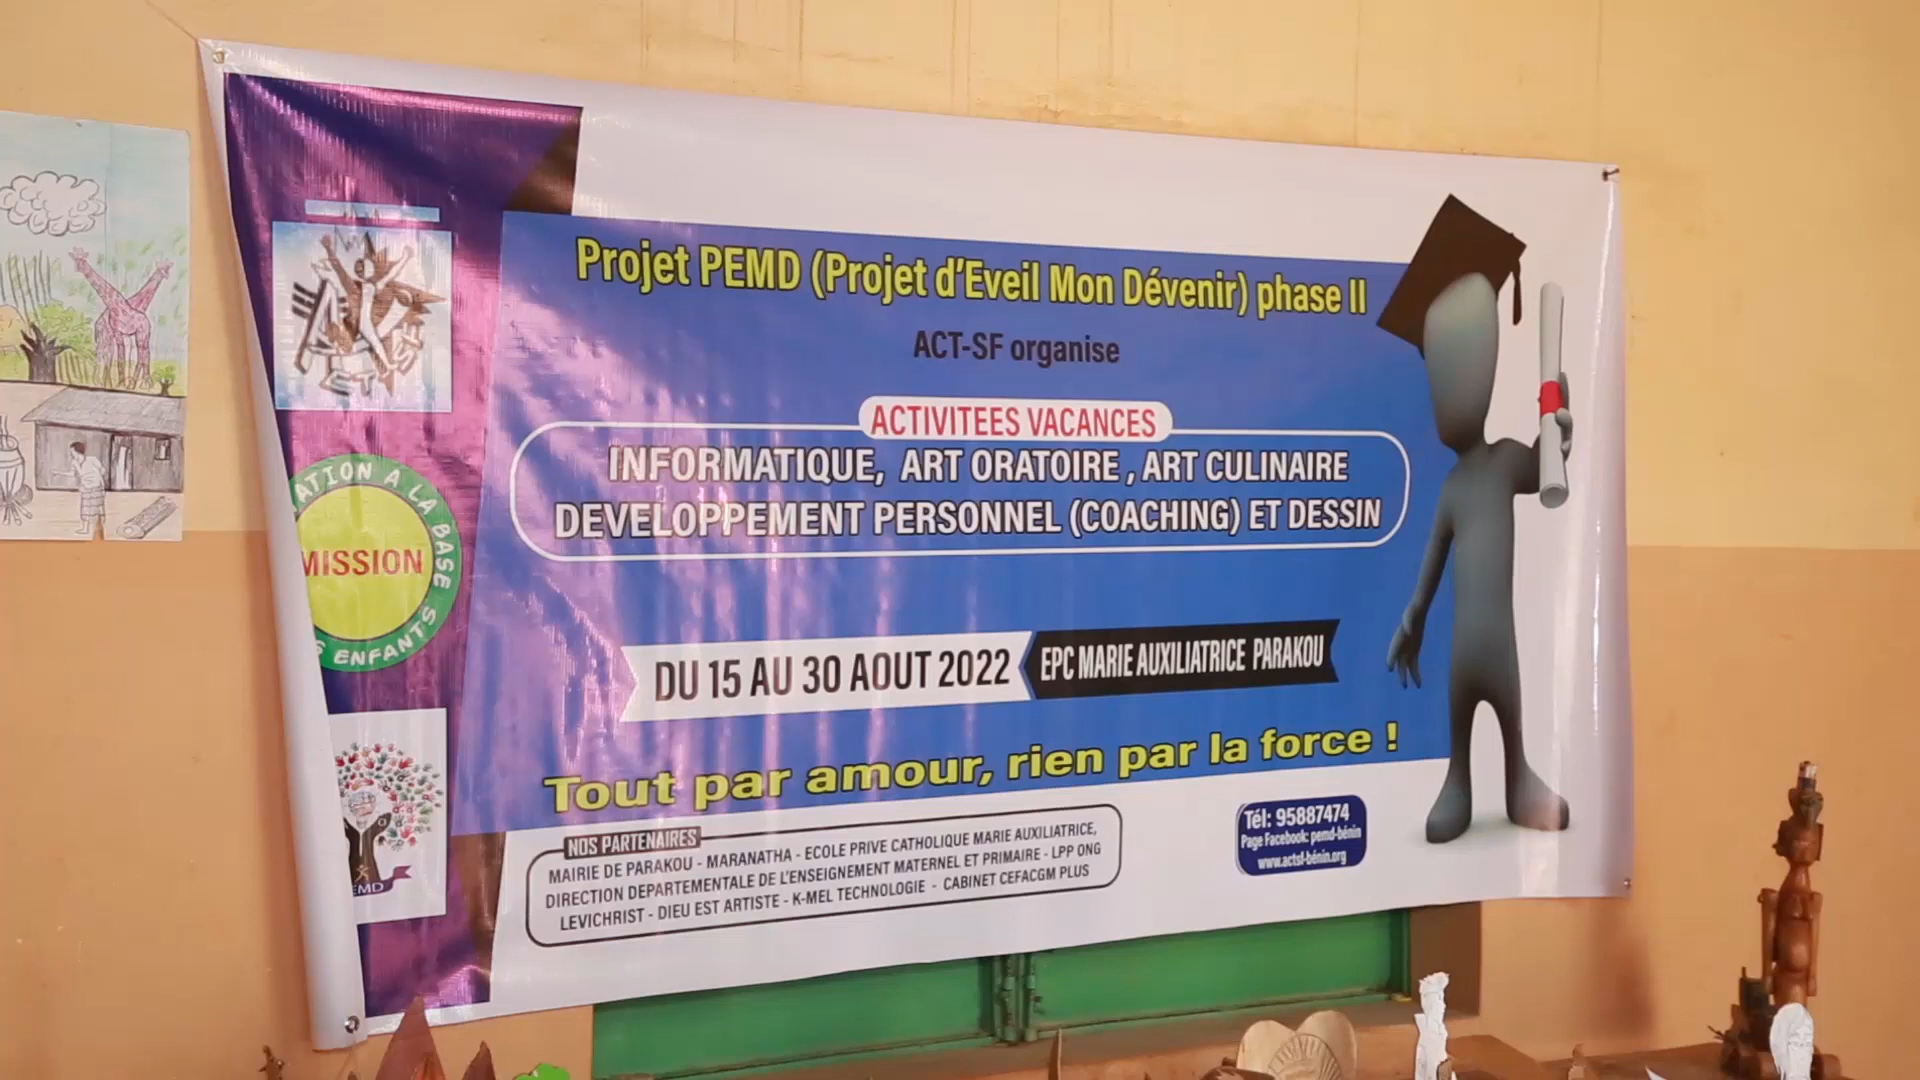 Projet PEMD (Projet d'Eveil Mon Dévenir) phase II
ACT-SF organise
ACTIVITEES VACANCES
INFORMATIQUE, ART ORATOIRE, ART CULINAIRE
DEVELOPPEMENT PERSONNEL (COACHING) ET DESSIN
ATION A LA BASE
MISSION
S ENFANTS
DU 15 AU 30 AOUT 2022
EPC MARIE AUXILIATRICE PARAKOU
Tout par amour, rien par la force !
NOS PARTENAIRES
MAIRIE DE PARAKOU - MARANATHA - ECOLE PRIVE CATHOLIQUE MARIE AUXILIATRICE,
DIRECTION DEPARTEMENTALE DE L'ENSEIGNEMENT MATERNEL ET PRIMAIRE - LPP ONG
LEVICHRIST - DIEU EST ARTISTE - K-MEL TECHNOLOGIE - CABINET CEFACGM PLUS
Tél: 95887474
Page Facebook: pemd-bénin
www.actsf-bénin.org
EMD